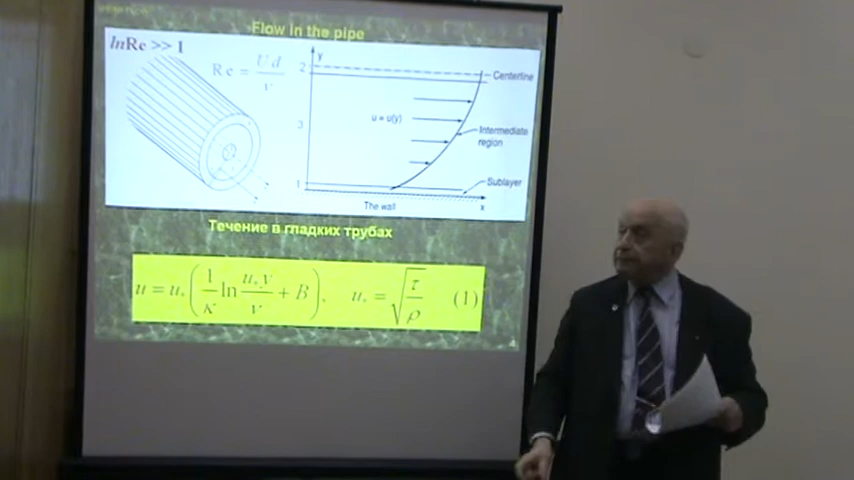 Flow in the pipe
lnRe >> 1
Re = Ud / ν
y
2
Centerline
u = u(y)
3
Intermediate
region
1
Sublayer
The wall
x
Течение в гладких трубах
u = u* ( 1/κ ln u*y/ν + B ), u* = √(τ/ρ) (1)